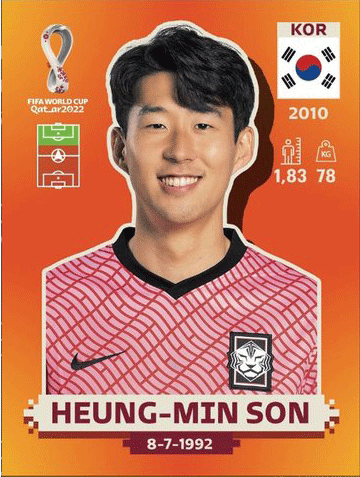 KOR
FIFA WORLD CUP
Qatar2022
2010
KG
1,83 78
HEUNG-MIN SON
8-7-1992